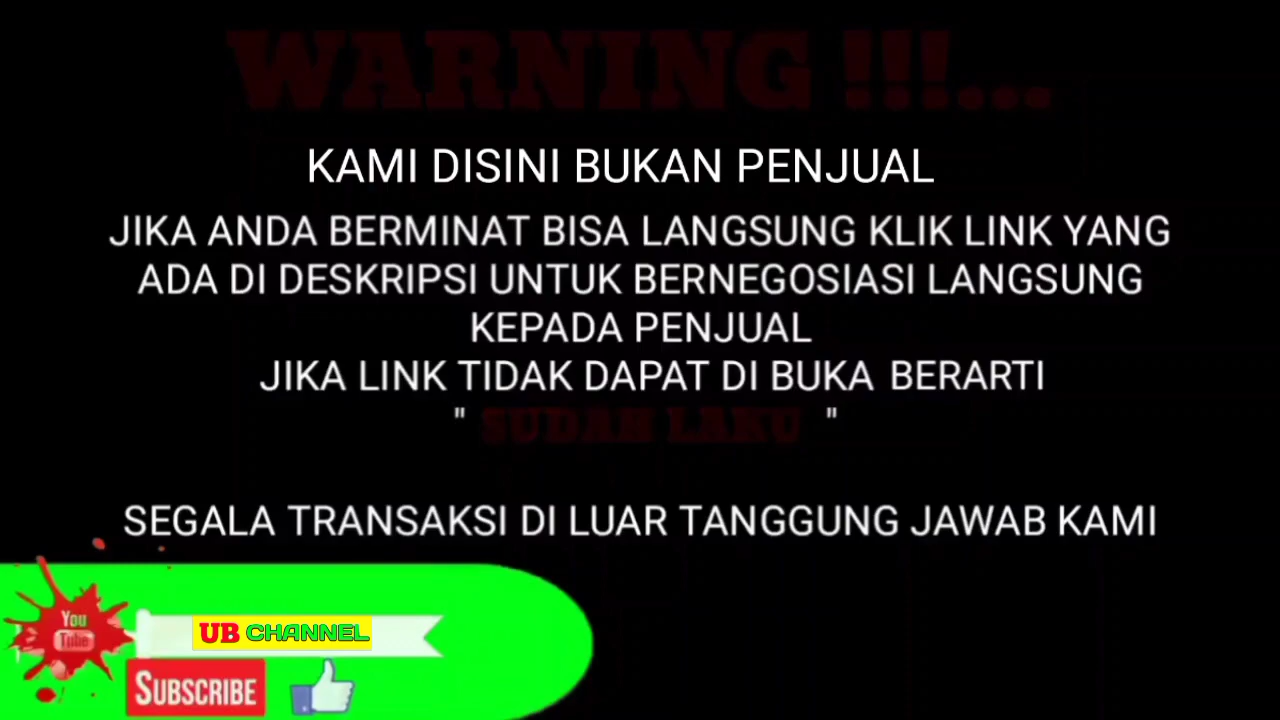 WARNING !!!...
KAMI DISINI BUKAN PENJUAL
JIKA ANDA BERMINAT BISA LANGSUNG KLIK LINK YANG
ADA DI DESKRIPSI UNTUK BERNEGOSIASI LANGSUNG
KEPADA PENJUAL
JIKA LINK TIDAK DAPAT DI BUKA BERARTI
" SUDAH LAKU "
SEGALA TRANSAKSI DI LUAR TANGGUNG JAWAB KAMI
You
Tube
UB CHANNEL
SUBSCRIBE